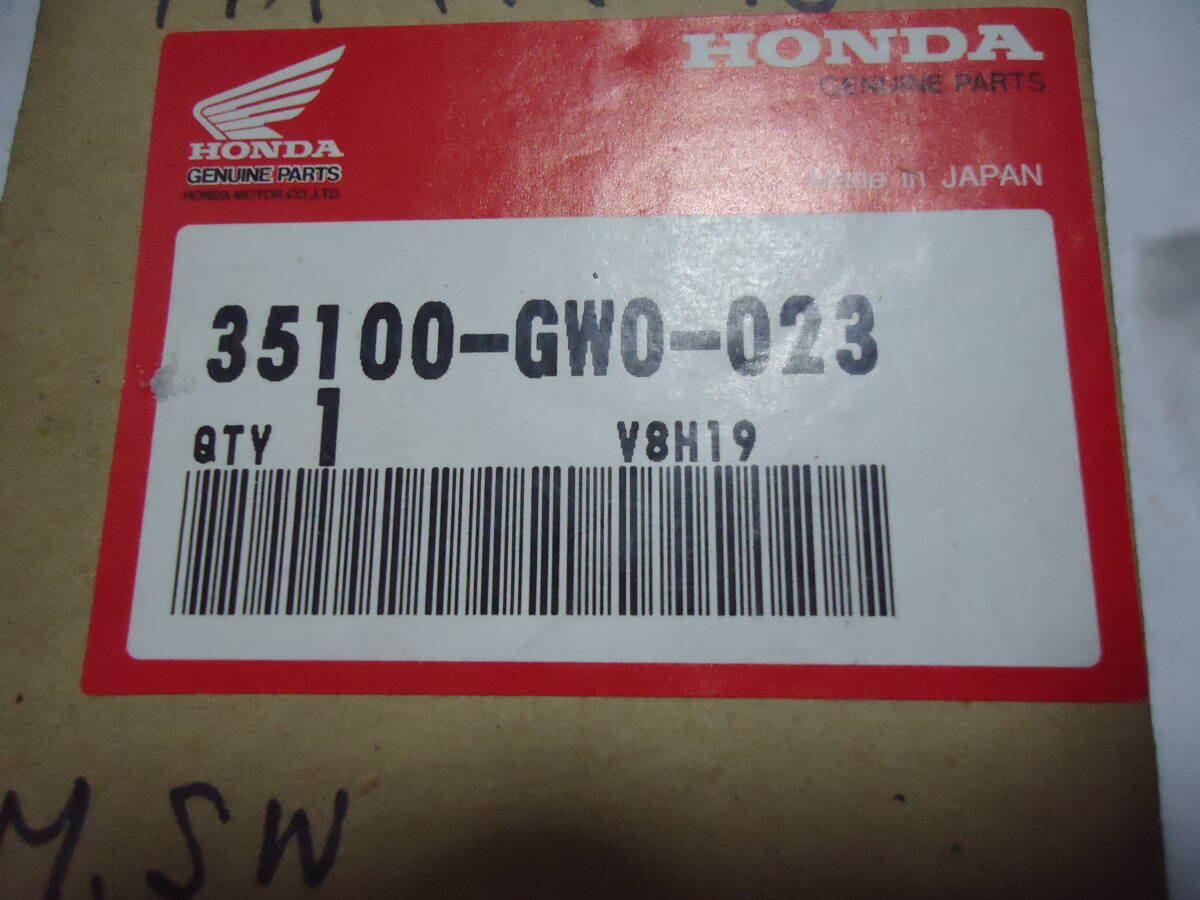 HONDA
GENUINE PARTS
HONDA MOTOR CO.,LTD.
HONDA
GENUINE PARTS
Made in JAPAN
35100-GW0-023
QTY 1 V8H19
M.SW